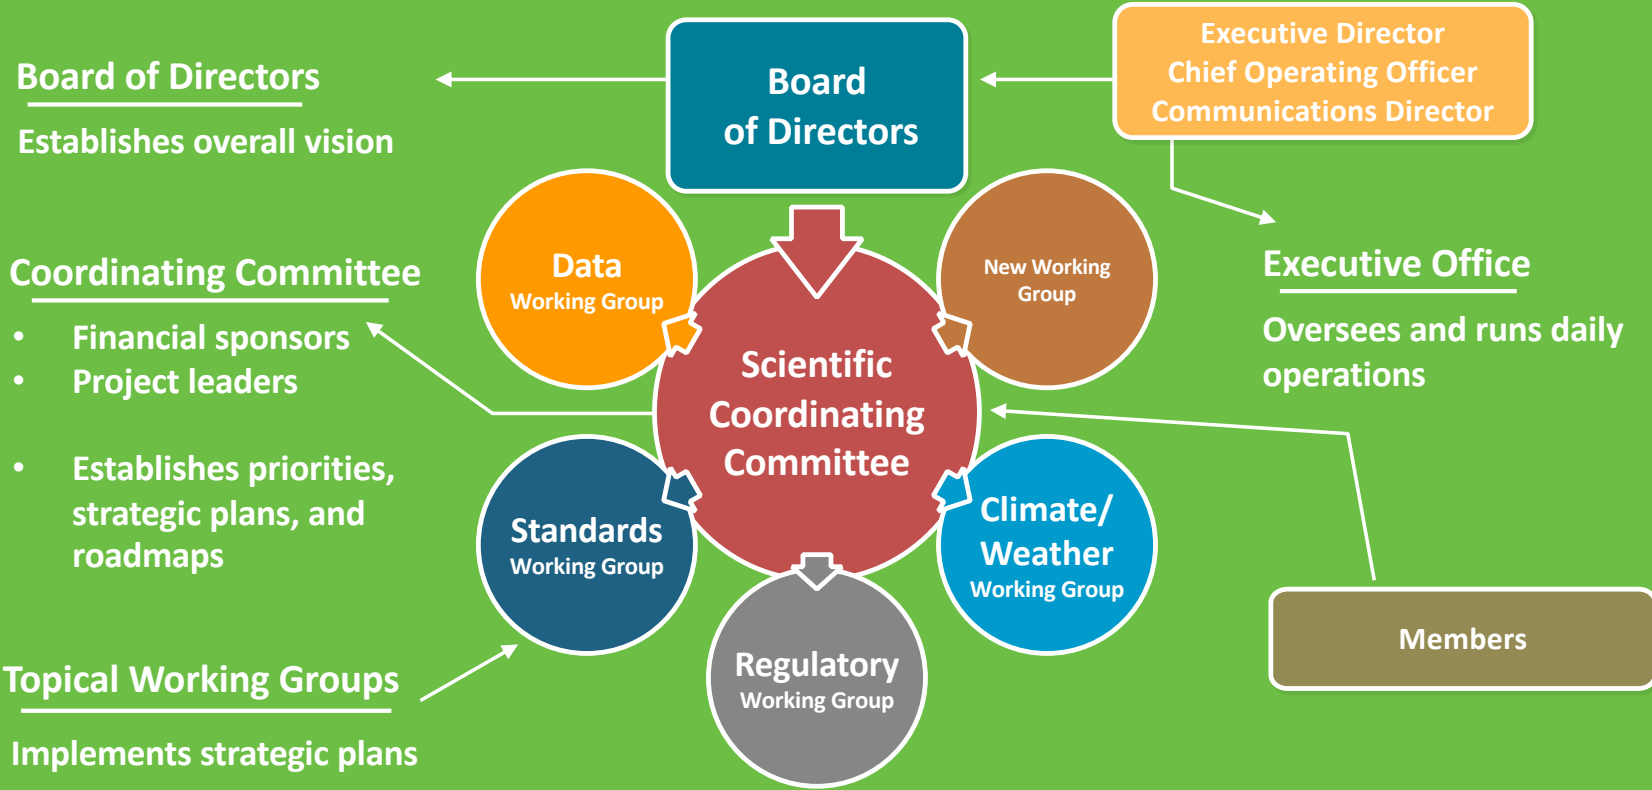 Board of Directors
Establishes overall vision
Board
of Directors
Executive Director
Chief Operating Officer
Communications Director
Coordinating Committee
• Financial sponsors
• Project leaders
• Establishes priorities,
strategic plans, and
roadmaps
Data
Working Group
New Working
Group
Scientific
Coordinating
Committee
Executive Office
Oversees and runs daily
operations
Standards
Working Group
Climate/
Weather
Working Group
Regulatory
Working Group
Members
Topical Working Groups
Implements strategic plans